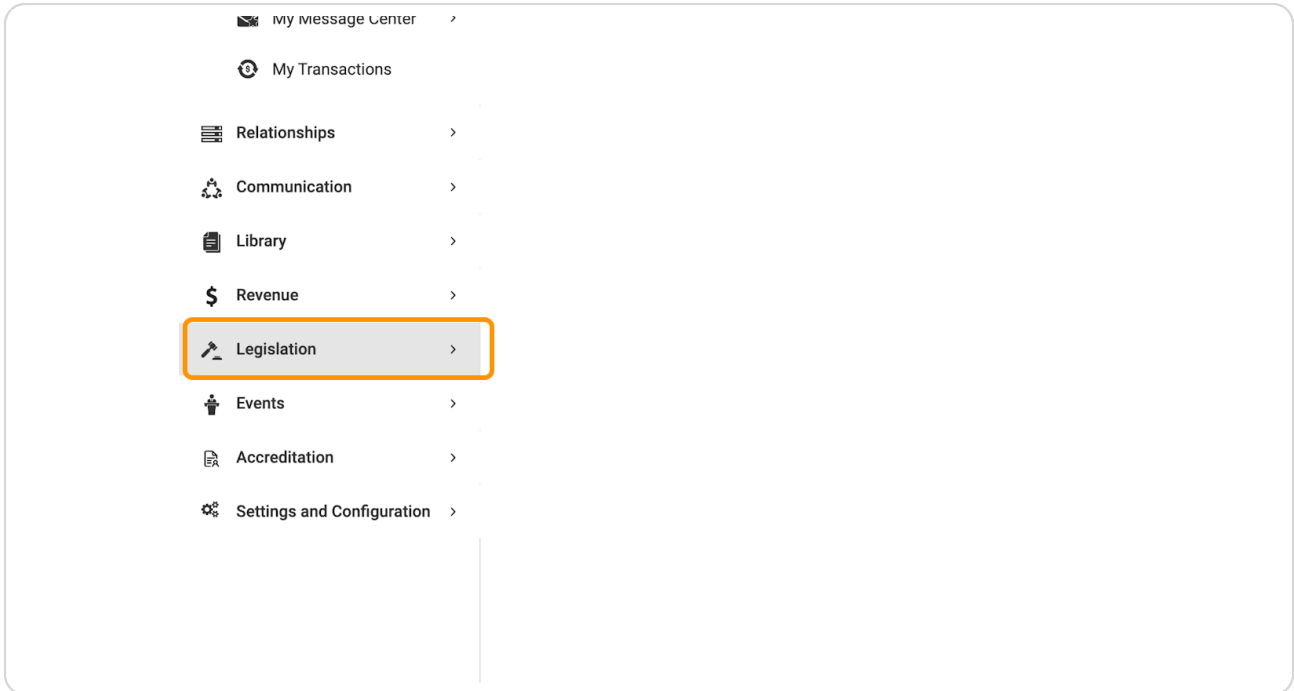 My Message Center
My Transactions
Relationships
Communication
Library
Revenue
Legislation
Events
Accreditation
Settings and Configuration